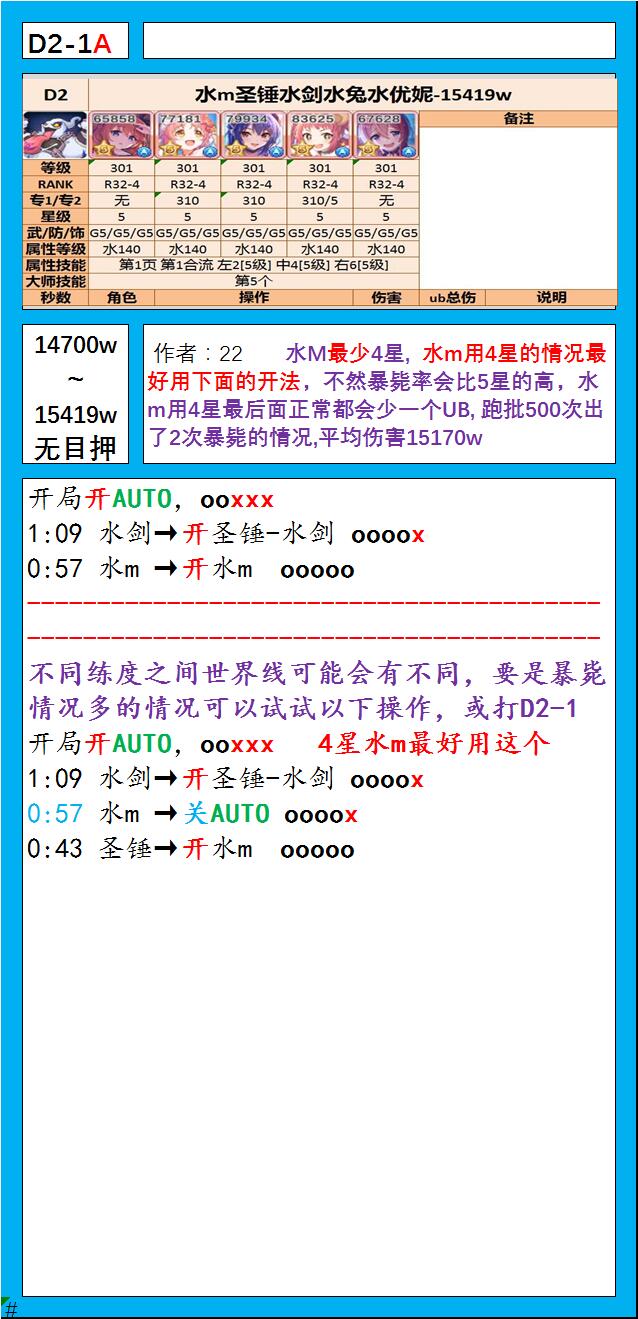 D2-1A
D2 水m圣锤水剑水兔水优妮-15419w
65858 77181 79934 83625 67628 备注
等级 301 301 301 301 301
RANK R32-4 R32-4 R32-4 R32-4 R32-4
专1/专2 无 310 310 310/5 无
星级 5 5 5 5 5
武/防/饰 G5/G5/G5 G5/G5/G5 G5/G5/G5 G5/G5/G5 G5/G5/G5
属性等级 水140 水140 水140 水140 水140
属性技能 第1页 第1合流 左2[5级] 中4[5级] 右6[5级]
大师技能 第5个
秒数 角色 操作 伤害 ub总伤 说明
14700w
~
15419w
无目押
作者：22 水M最少4星, 水m用4星的情况最
好用下面的开法，不然暴毙率会比5星的高，水
m用4星最后面正常都会少一个UB, 跑批500次出
了2次暴毙的情况,平均伤害15170w
开局开AUTO，ooxxx
1:09 水剑→开圣锤-水剑 oooox
0:57 水m →开水m ooooo
不同练度之间世界线可能会有不同，要是暴毙
情况多的情况可以试试以下操作，或打D2-1
开局开AUTO，ooxxx 4星水m最好用这个
1:09 水剑→开圣锤-水剑 oooox
0:57 水m →关AUTO oooox
0:43 圣锤→开水m ooooo
#